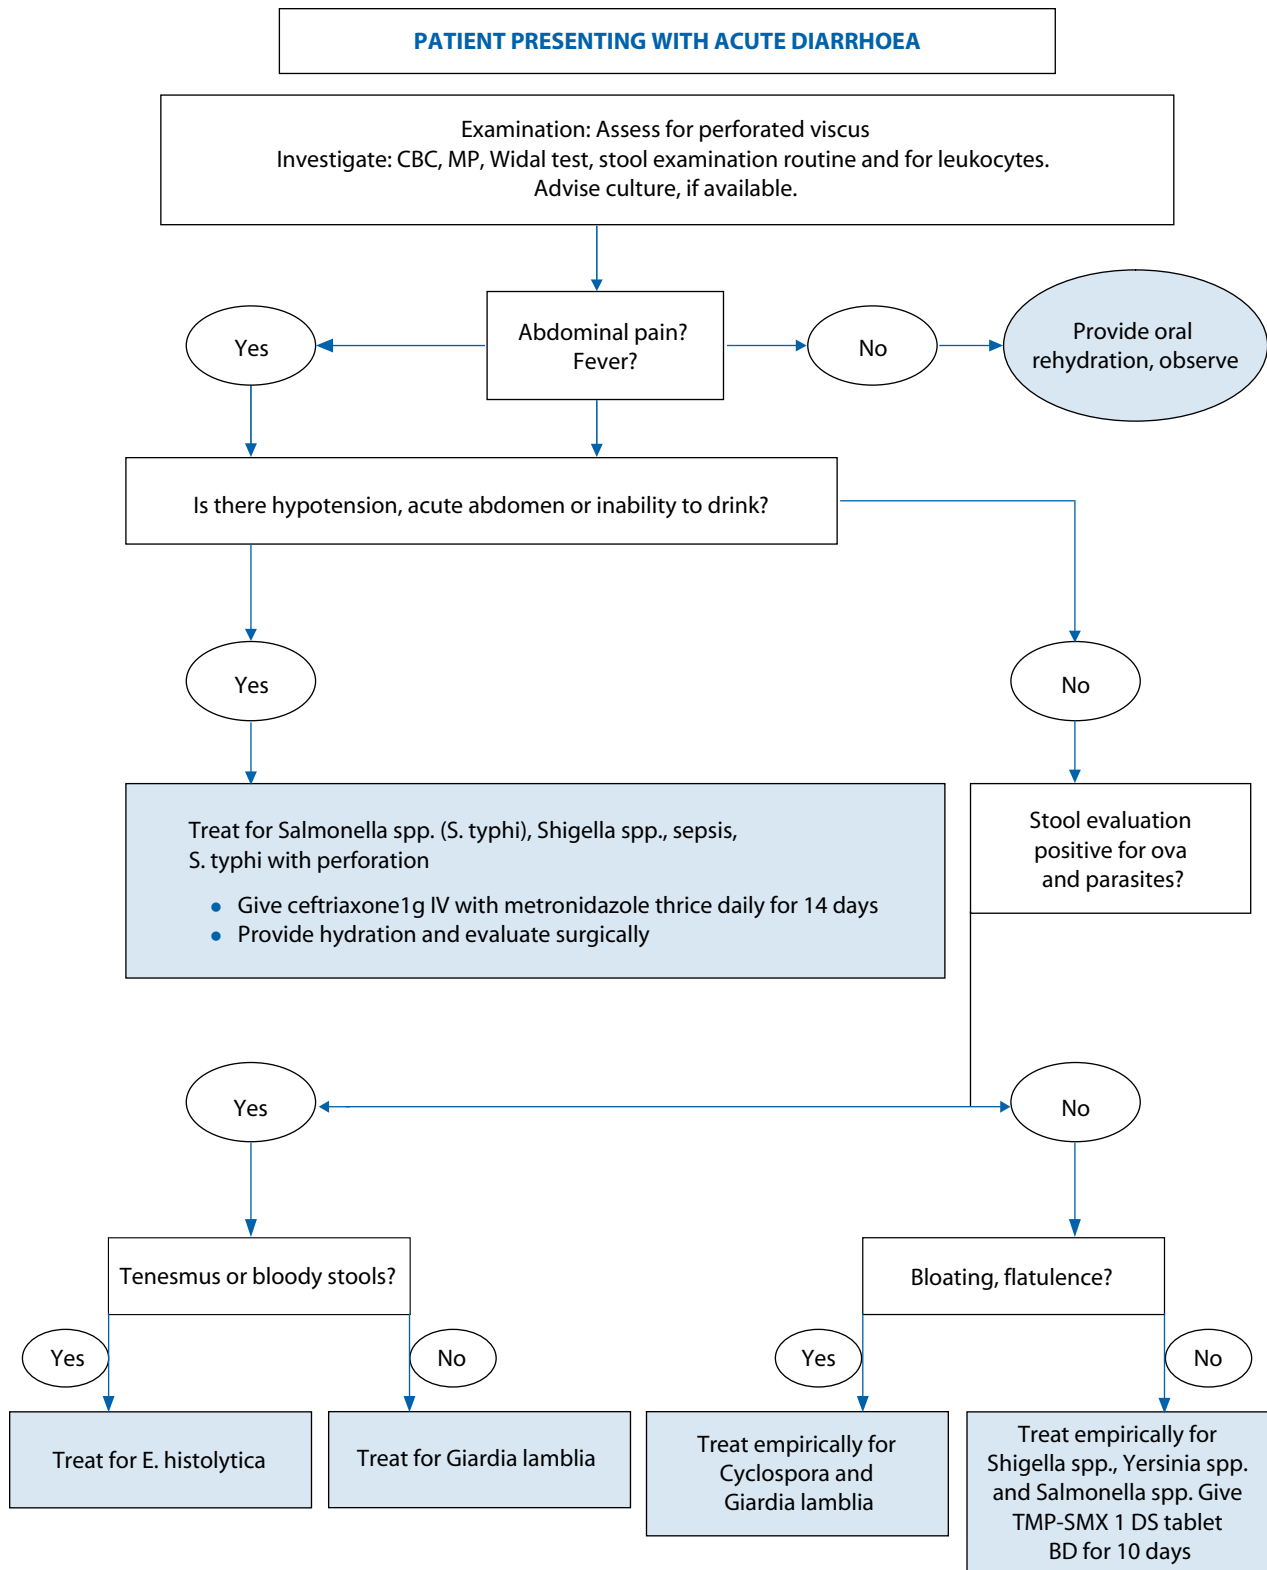 PATIENT PRESENTING WITH ACUTE DIARRHOEA
Examination: Assess for perforated viscus
Investigate: CBC, MP, Widal test, stool examination routine and for leukocytes.
Advise culture, if available.
Yes
Abdominal pain?
Fever?
No
Provide oral
rehydration, observe
Is there hypotension, acute abdomen or inability to drink?
Yes
No
Treat for Salmonella spp. (S. typhi), Shigella spp., sepsis,
S. typhi with perforation
• Give ceftriaxone1g IV with metronidazole thrice daily for 14 days
• Provide hydration and evaluate surgically
Stool evaluation
positive for ova
and parasites?
Yes
No
Tenesmus or bloody stools?
Bloating, flatulence?
Yes
No
Yes
No
Treat for E. histolytica
Treat for Giardia lamblia
Treat empirically for
Cyclospora and
Giardia lamblia
Treat empirically for
Shigella spp., Yersinia spp.
and Salmonella spp. Give
TMP-SMX 1 DS tablet
BD for 10 days